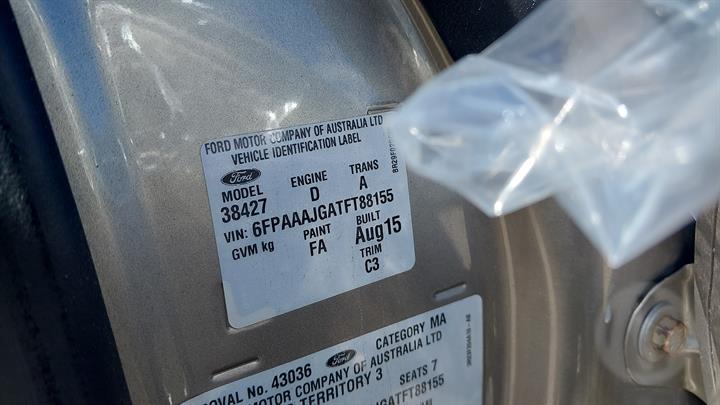 FORD MOTOR COMPANY OF AUSTRALIA LTD
VEHICLE IDENTIFICATION LABEL
Ford
MODEL ENGINE TRANS
38427 D A
VIN: 6FPAAAJGATFT88155
GVM kg PAINT BUILT
FA Aug15
TRIM
C3
OVAL No. 43036 Ford CATEGORY MA
MOTOR COMPANY OF AUSTRALIA LTD
TERRITORY 3 SEATS 7
JGATFT88155